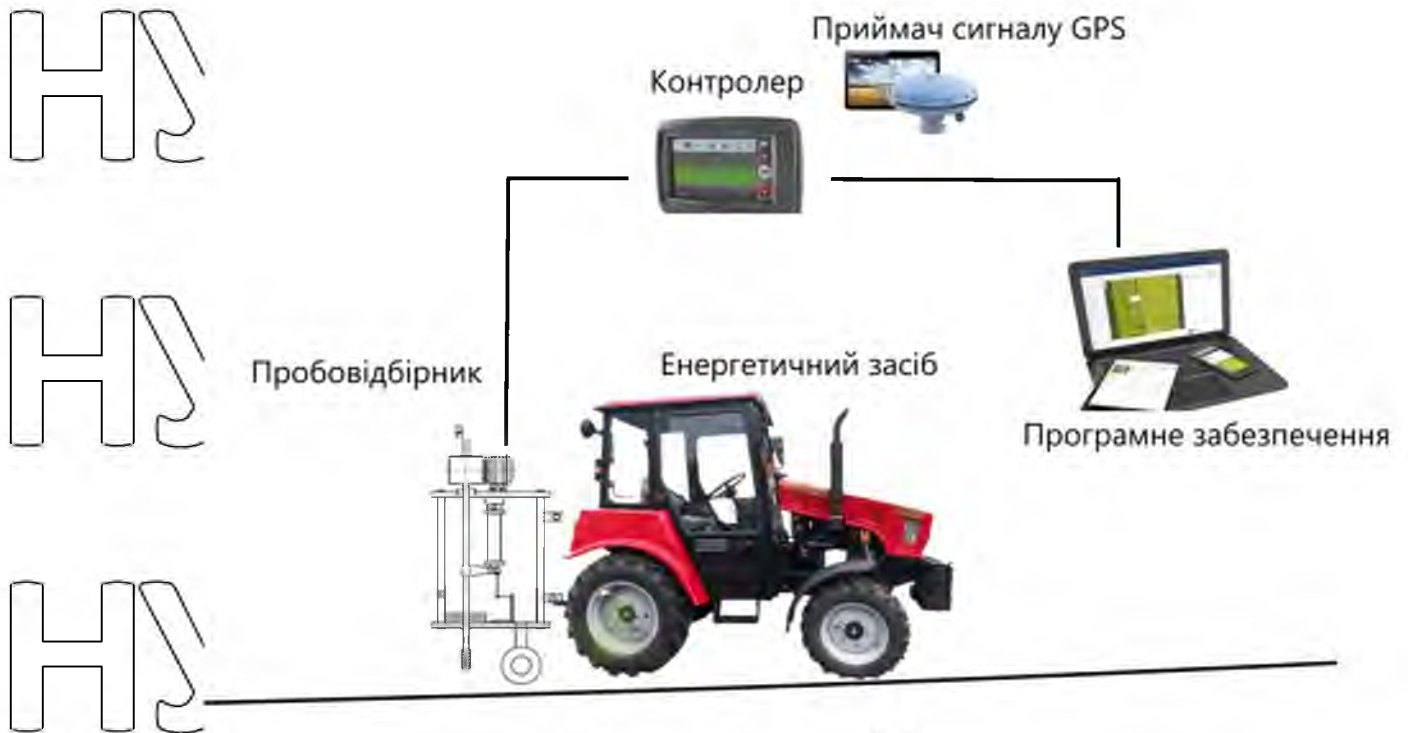 Приймач сигналу GPS
Контролер
Пробовідбірник
Енергетичний засіб
Програмне забезпечення